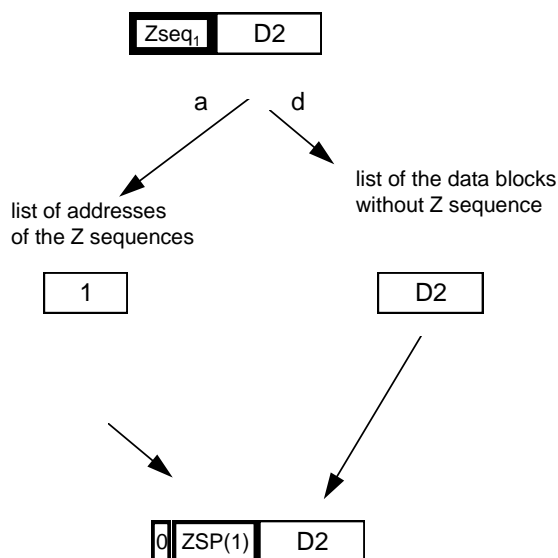 Zseq₁ D2
a d
list of the data blocks
without Z sequence
list of addresses
of the Z sequences
1 D2
0 ZSP(1) D2